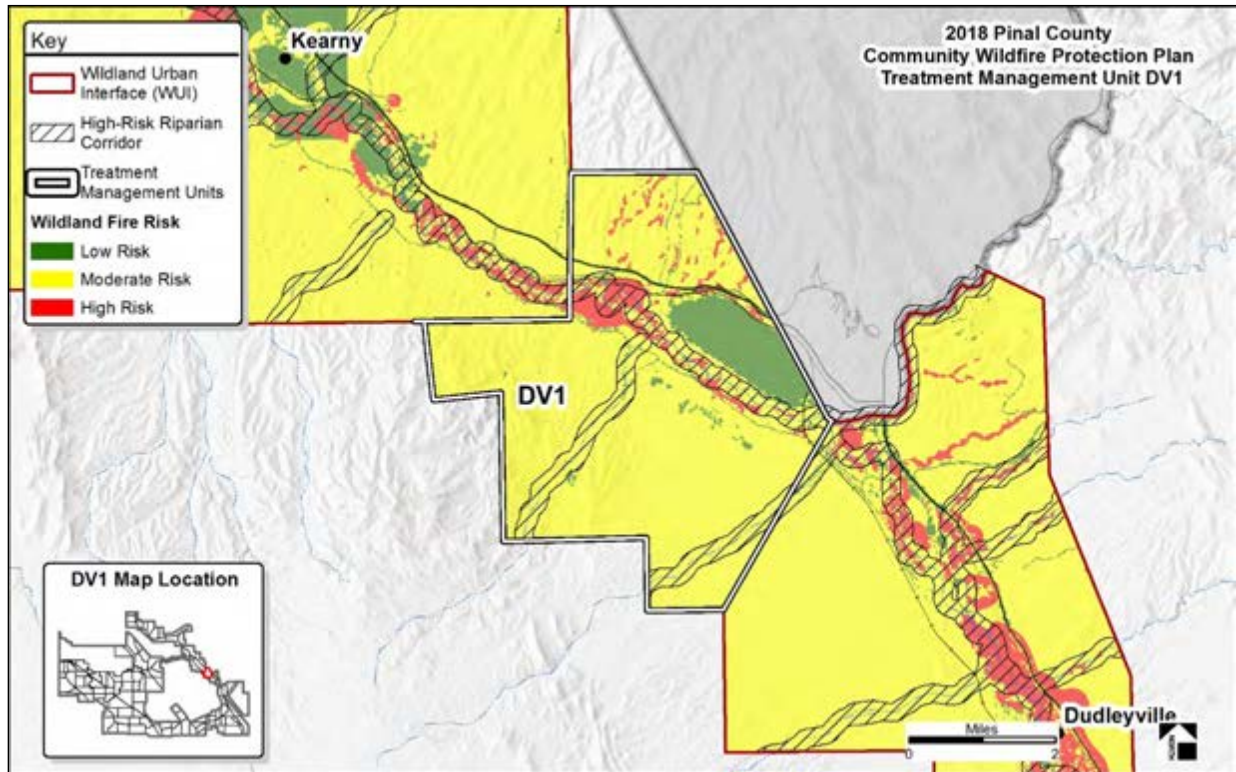 2018 Pinal County
Community Wildfire Protection Plan
Treatment Management Unit DV1
Key
Wildland Urban
Interface (WUI)
High-Risk Riparian
Corridor
Treatment
Management Units
Wildland Fire Risk
Low Risk
Moderate Risk
High Risk
Kearny
DV1
DV1 Map Location
Dudleyville
Miles
0
2